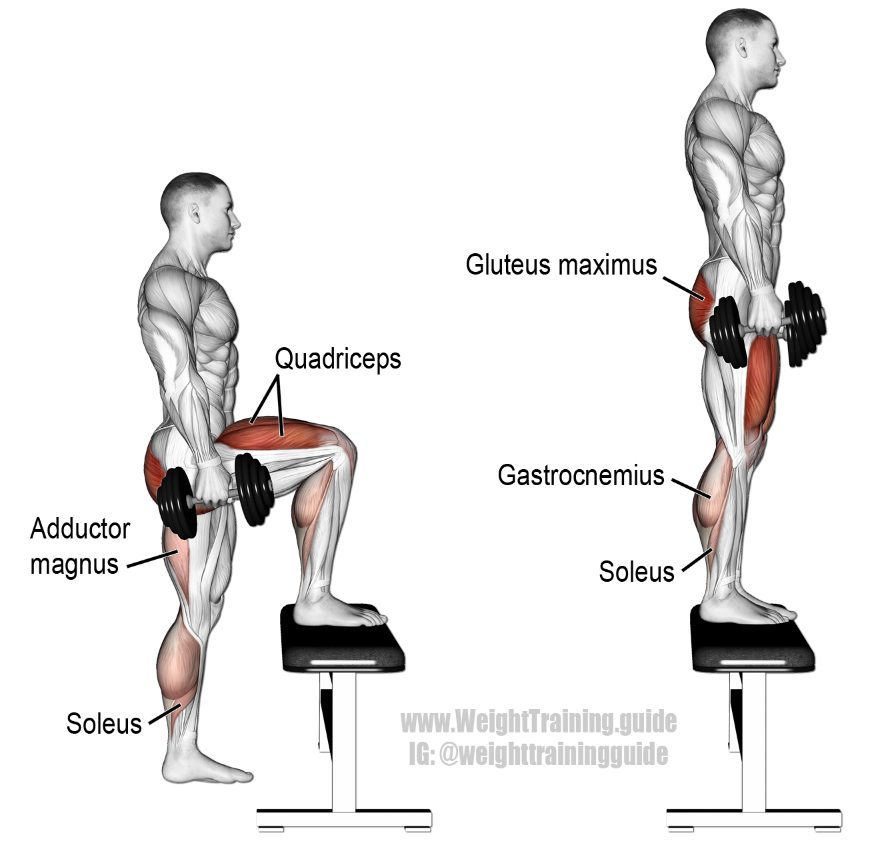 Gluteus maximus
Quadriceps
Gastrocnemius
Adductor
magnus
Soleus
Soleus
www.WeightTraining.guide
IG: @weighttrainingguide